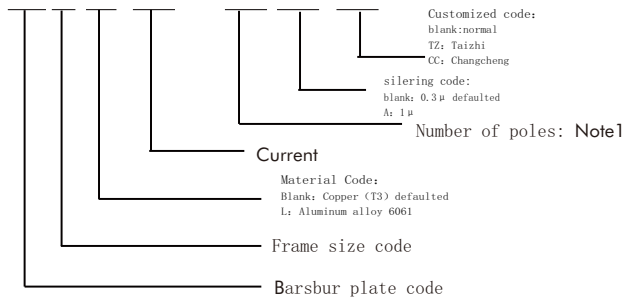 Customized code:
blank:normal
TZ: Taizhi
CC: Changcheng
silering code:
blank: 0.3μ defaulted
A: 1μ
Number of poles: Note1
Current
Material Code:
Blank: Copper (T3) defaulted
L: Aluminum alloy 6061
Frame size code
Barsbur plate code